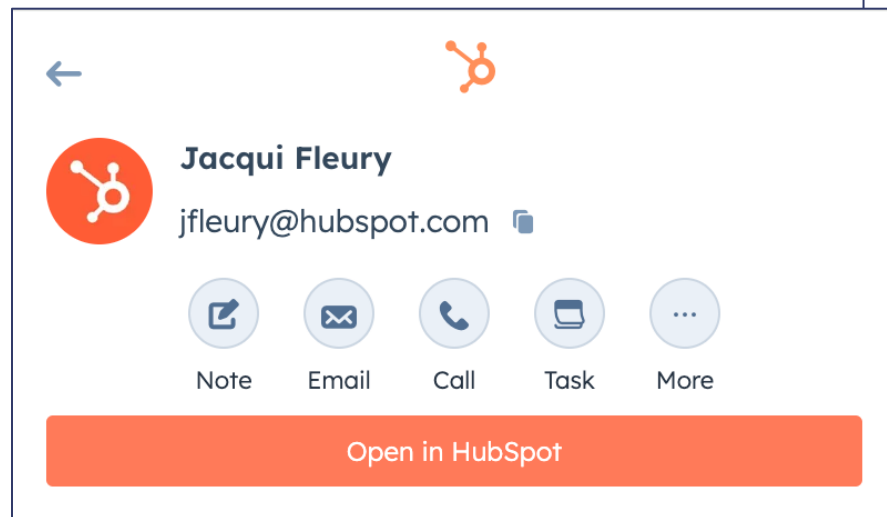 Jacqui Fleury
jfleury@hubspot.com
Note Email Call Task More
Open in HubSpot